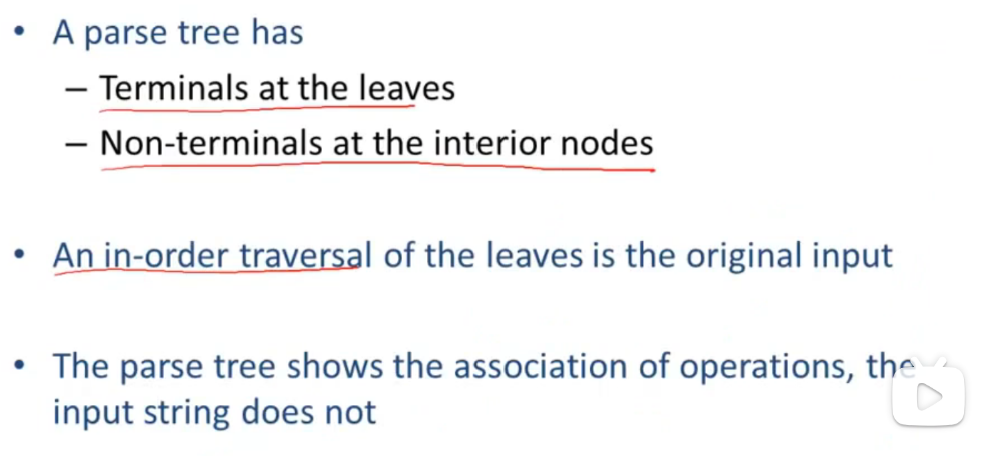 • A parse tree has
– Terminals at the leaves
– Non-terminals at the interior nodes
• An in-order traversal of the leaves is the original input
• The parse tree shows the association of operations, the
input string does not